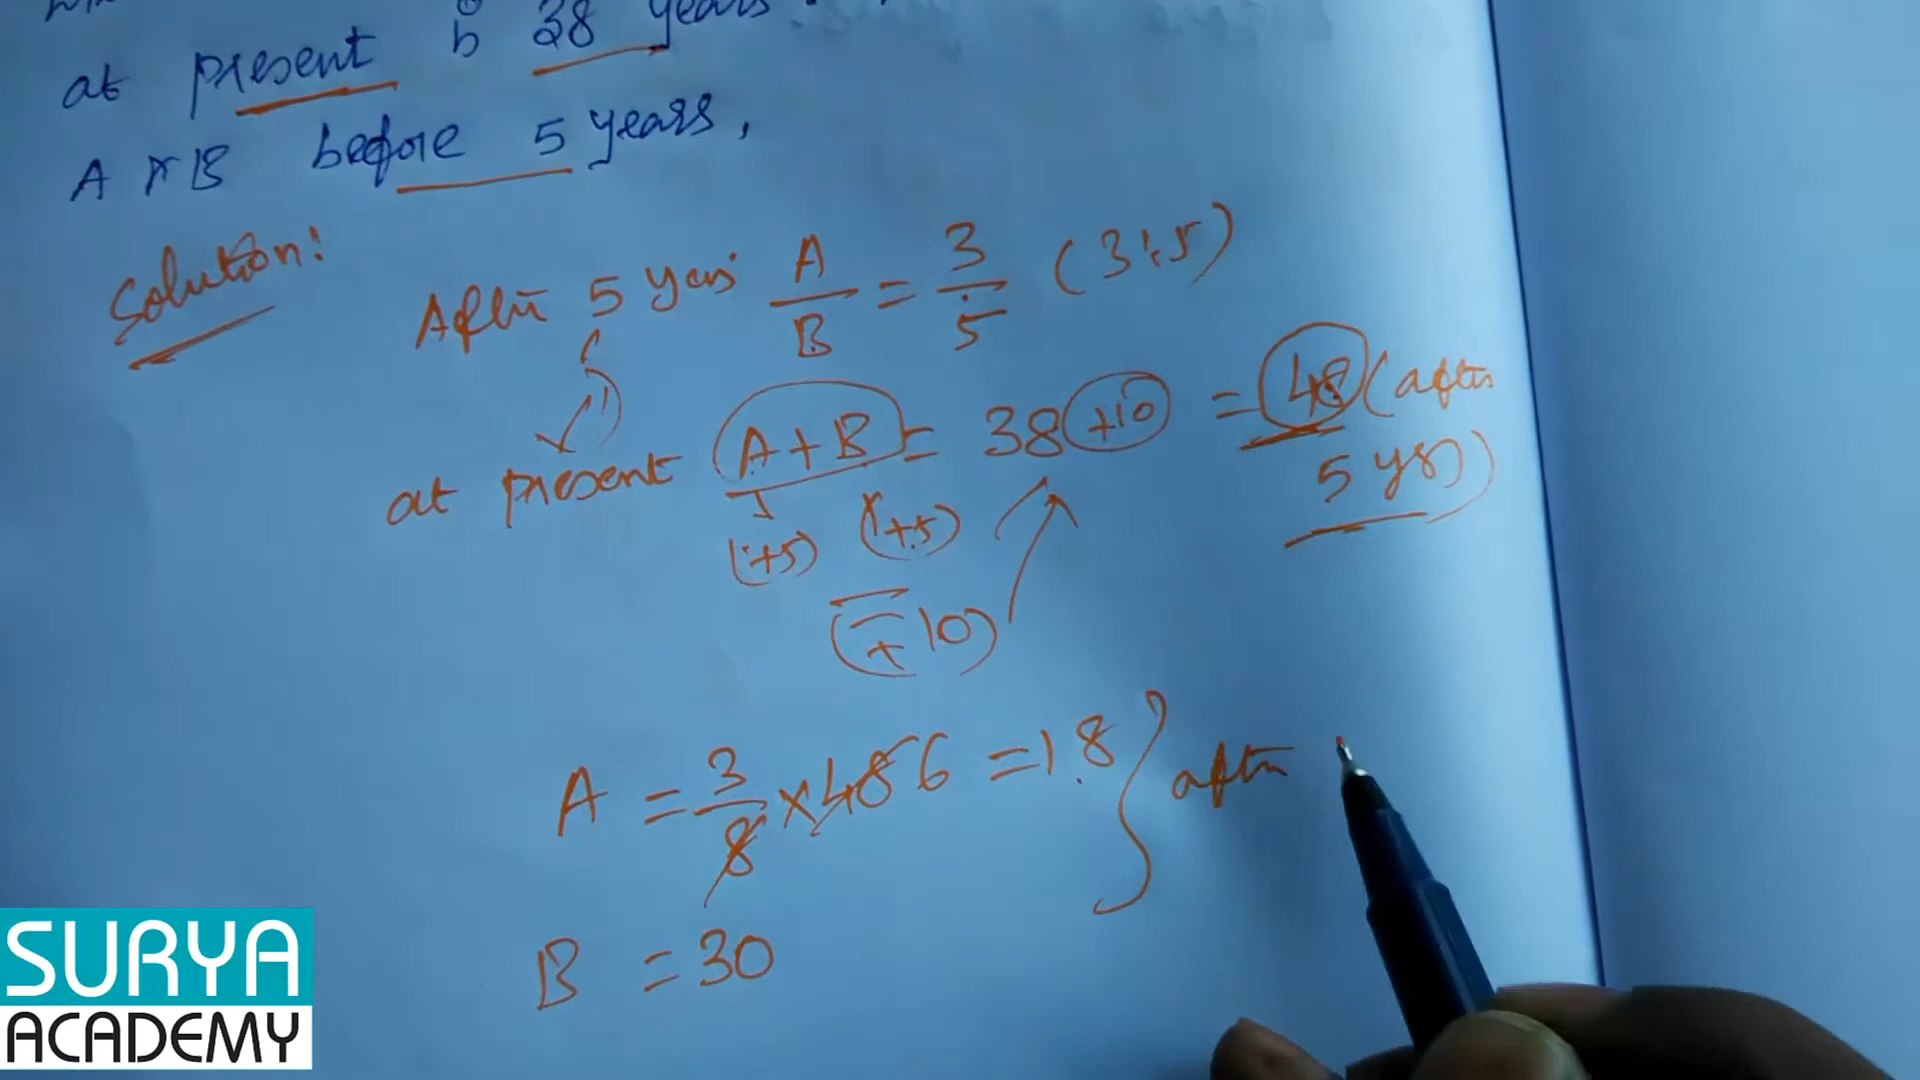 at present is 38 years.
A & B before 5 years,
Solution:
After 5 years A/B = 3/5 (3:5)
at present A + B = 38 +10 = 48 (after
5 yrs)
(+5) (+5)
(+10)
A = 3/8 × 48 6 = 18 } after
B = 30
SURYA
ACADEMY